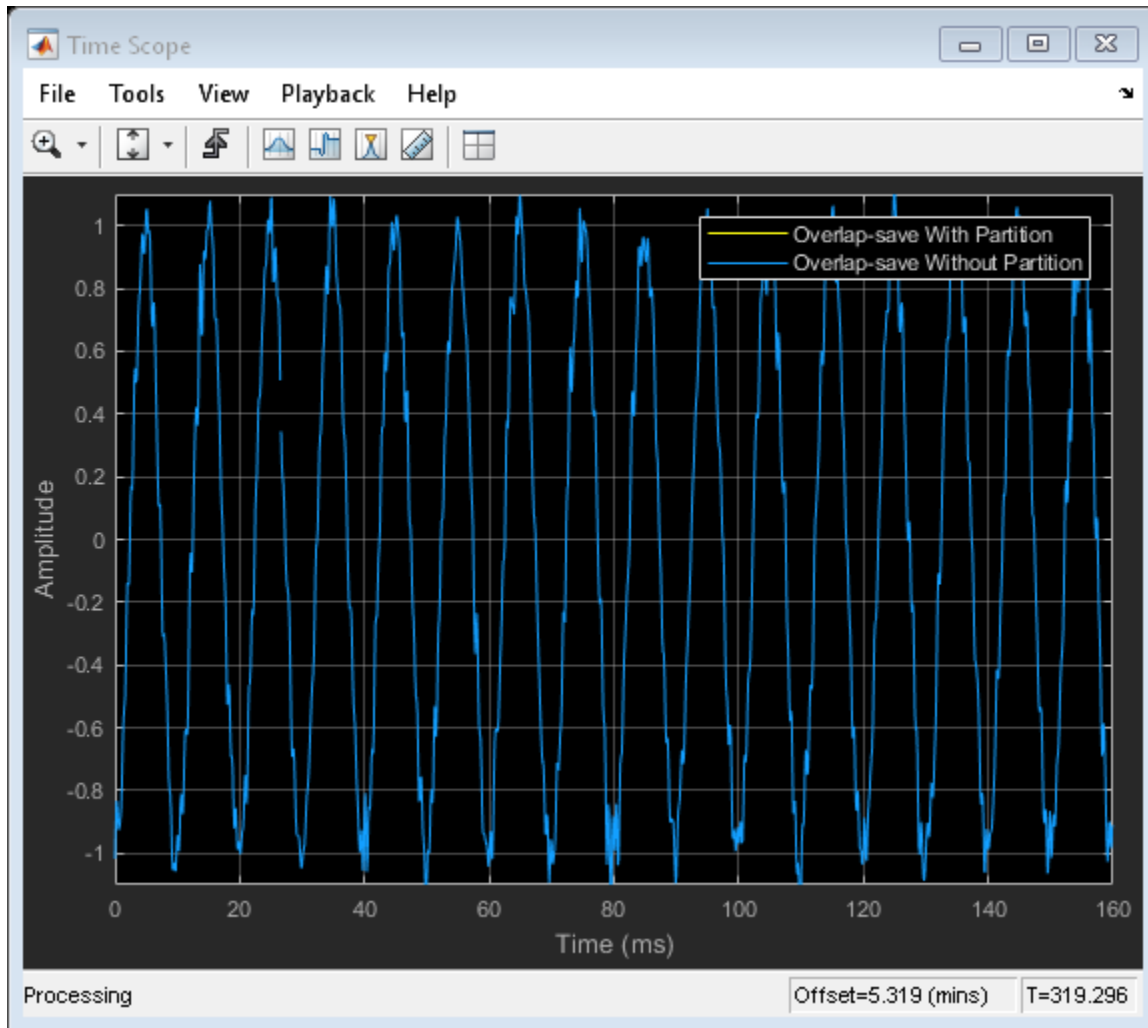 Time Scope
File Tools View Playback Help
Overlap-save With Partition
Overlap-save Without Partition
1
0.8
0.6
0.4
0.2
0
-0.2
-0.4
-0.6
-0.8
-1
Amplitude
0 20 40 60 80 100 120 140 160
Time (ms)
Processing Offset=5.319 (mins) T=319.296